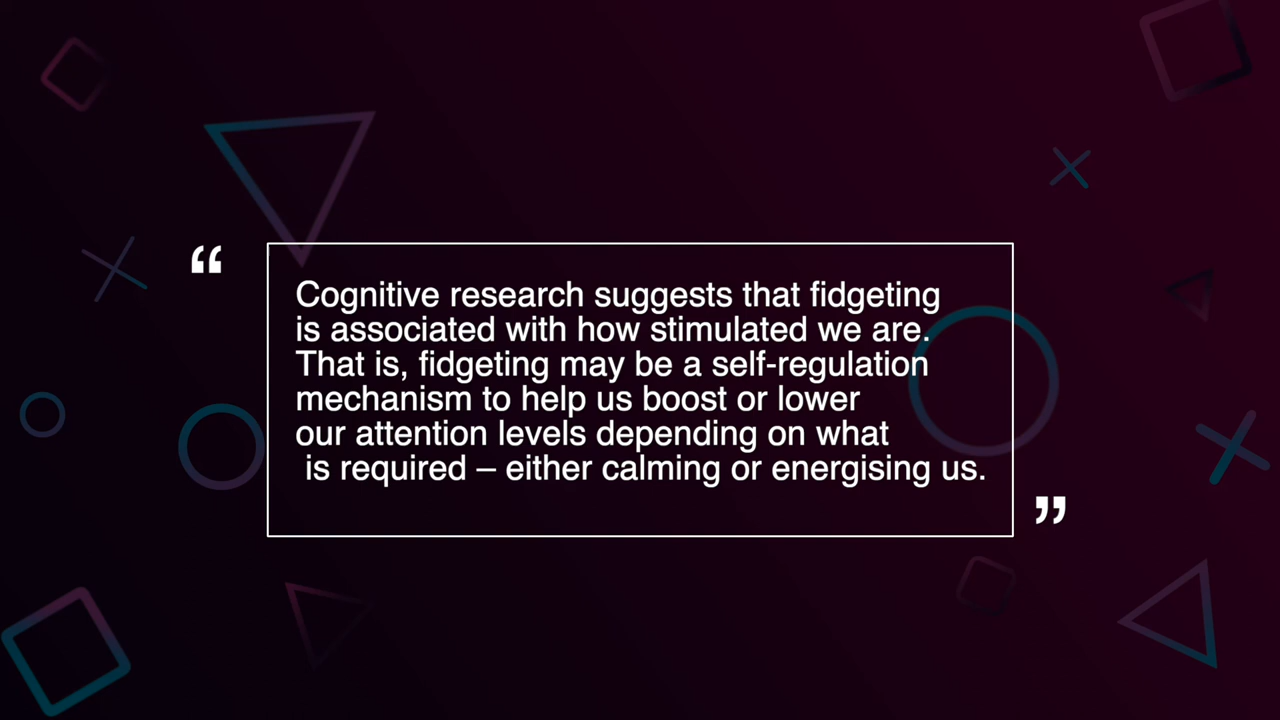 “
Cognitive research suggests that fidgeting
is associated with how stimulated we are.
That is, fidgeting may be a self-regulation
mechanism to help us boost or lower
our attention levels depending on what
is required – either calming or energising us.
”